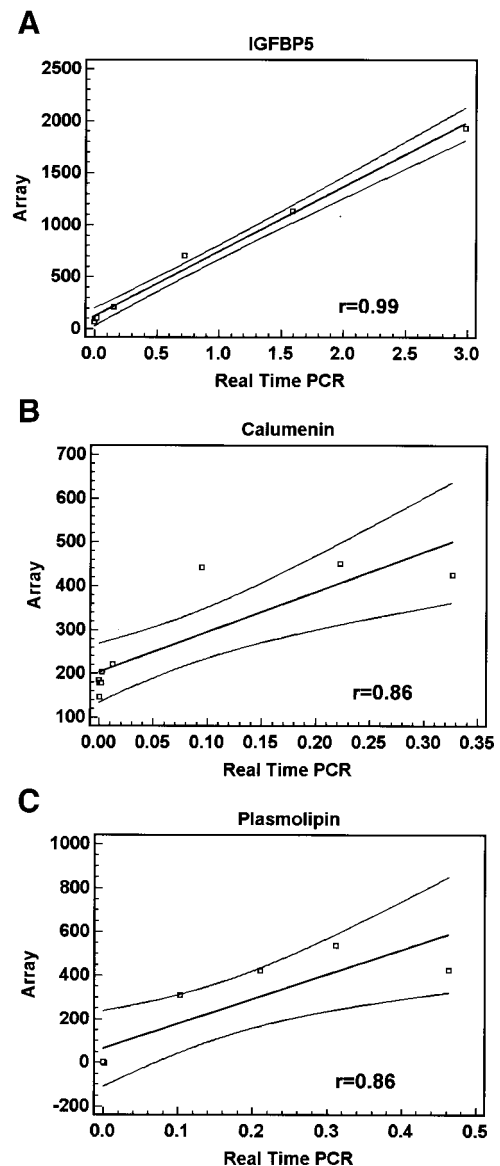 A
IGFBP5
2500
2000
1500
1000
500
0
Array
0.0 0.5 1.0 1.5 2.0 2.5 3.0
r=0.99
Real Time PCR
B
Calumenin
700
600
500
400
300
200
100
Array
0.00 0.05 0.10 0.15 0.20 0.25 0.30 0.35
r=0.86
Real Time PCR
C
Plasmolipin
1000
800
600
400
200
0
-200
Array
0.0 0.1 0.2 0.3 0.4 0.5
r=0.86
Real Time PCR